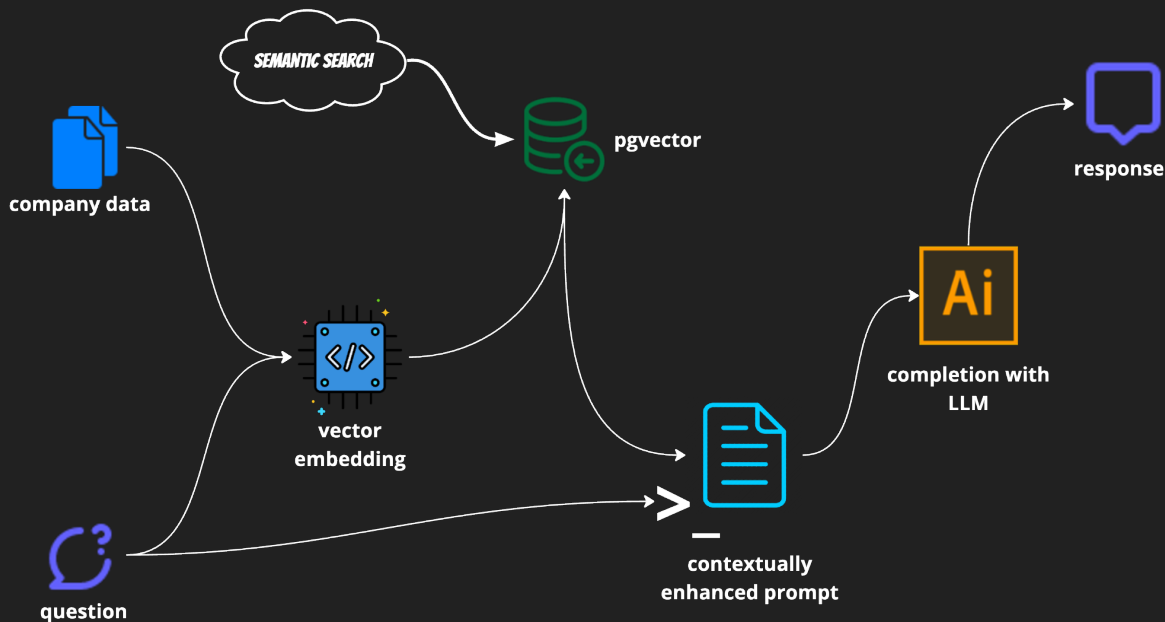 SEMANTIC SEARCH
pgvector
response
company data
Ai
completion with
LLM
</>
vector
embedding
>_
contextually
enhanced prompt
?
question